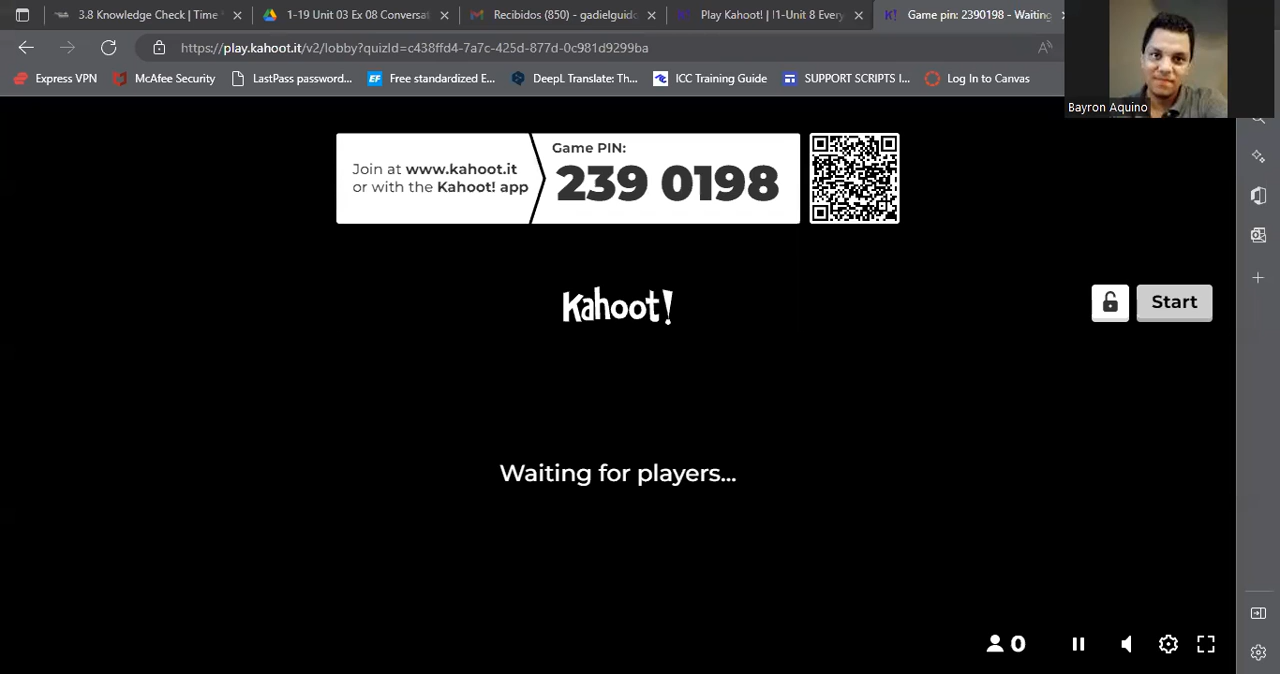 3.8 Knowledge Check | Time
1-19 Unit 03 Ex 08 Conversat
Recibidos (850) - gadielguido
Play Kahoot! | !1-Unit 8 Every
Game pin: 2390198 - Waiting
https://play.kahoot.it/v2/lobby?quizId=c438ffd4-7a7c-425d-877d-0c981d9299ba
Express VPN
McAfee Security
LastPass password...
Free standardized E...
DeepL Translate: Th...
ICC Training Guide
SUPPORT SCRIPTS I...
Log In to Canvas
Bayron Aquino
Join at www.kahoot.it
or with the Kahoot! app
Game PIN:
239 0198
Kahoot!
Start
Waiting for players...
0